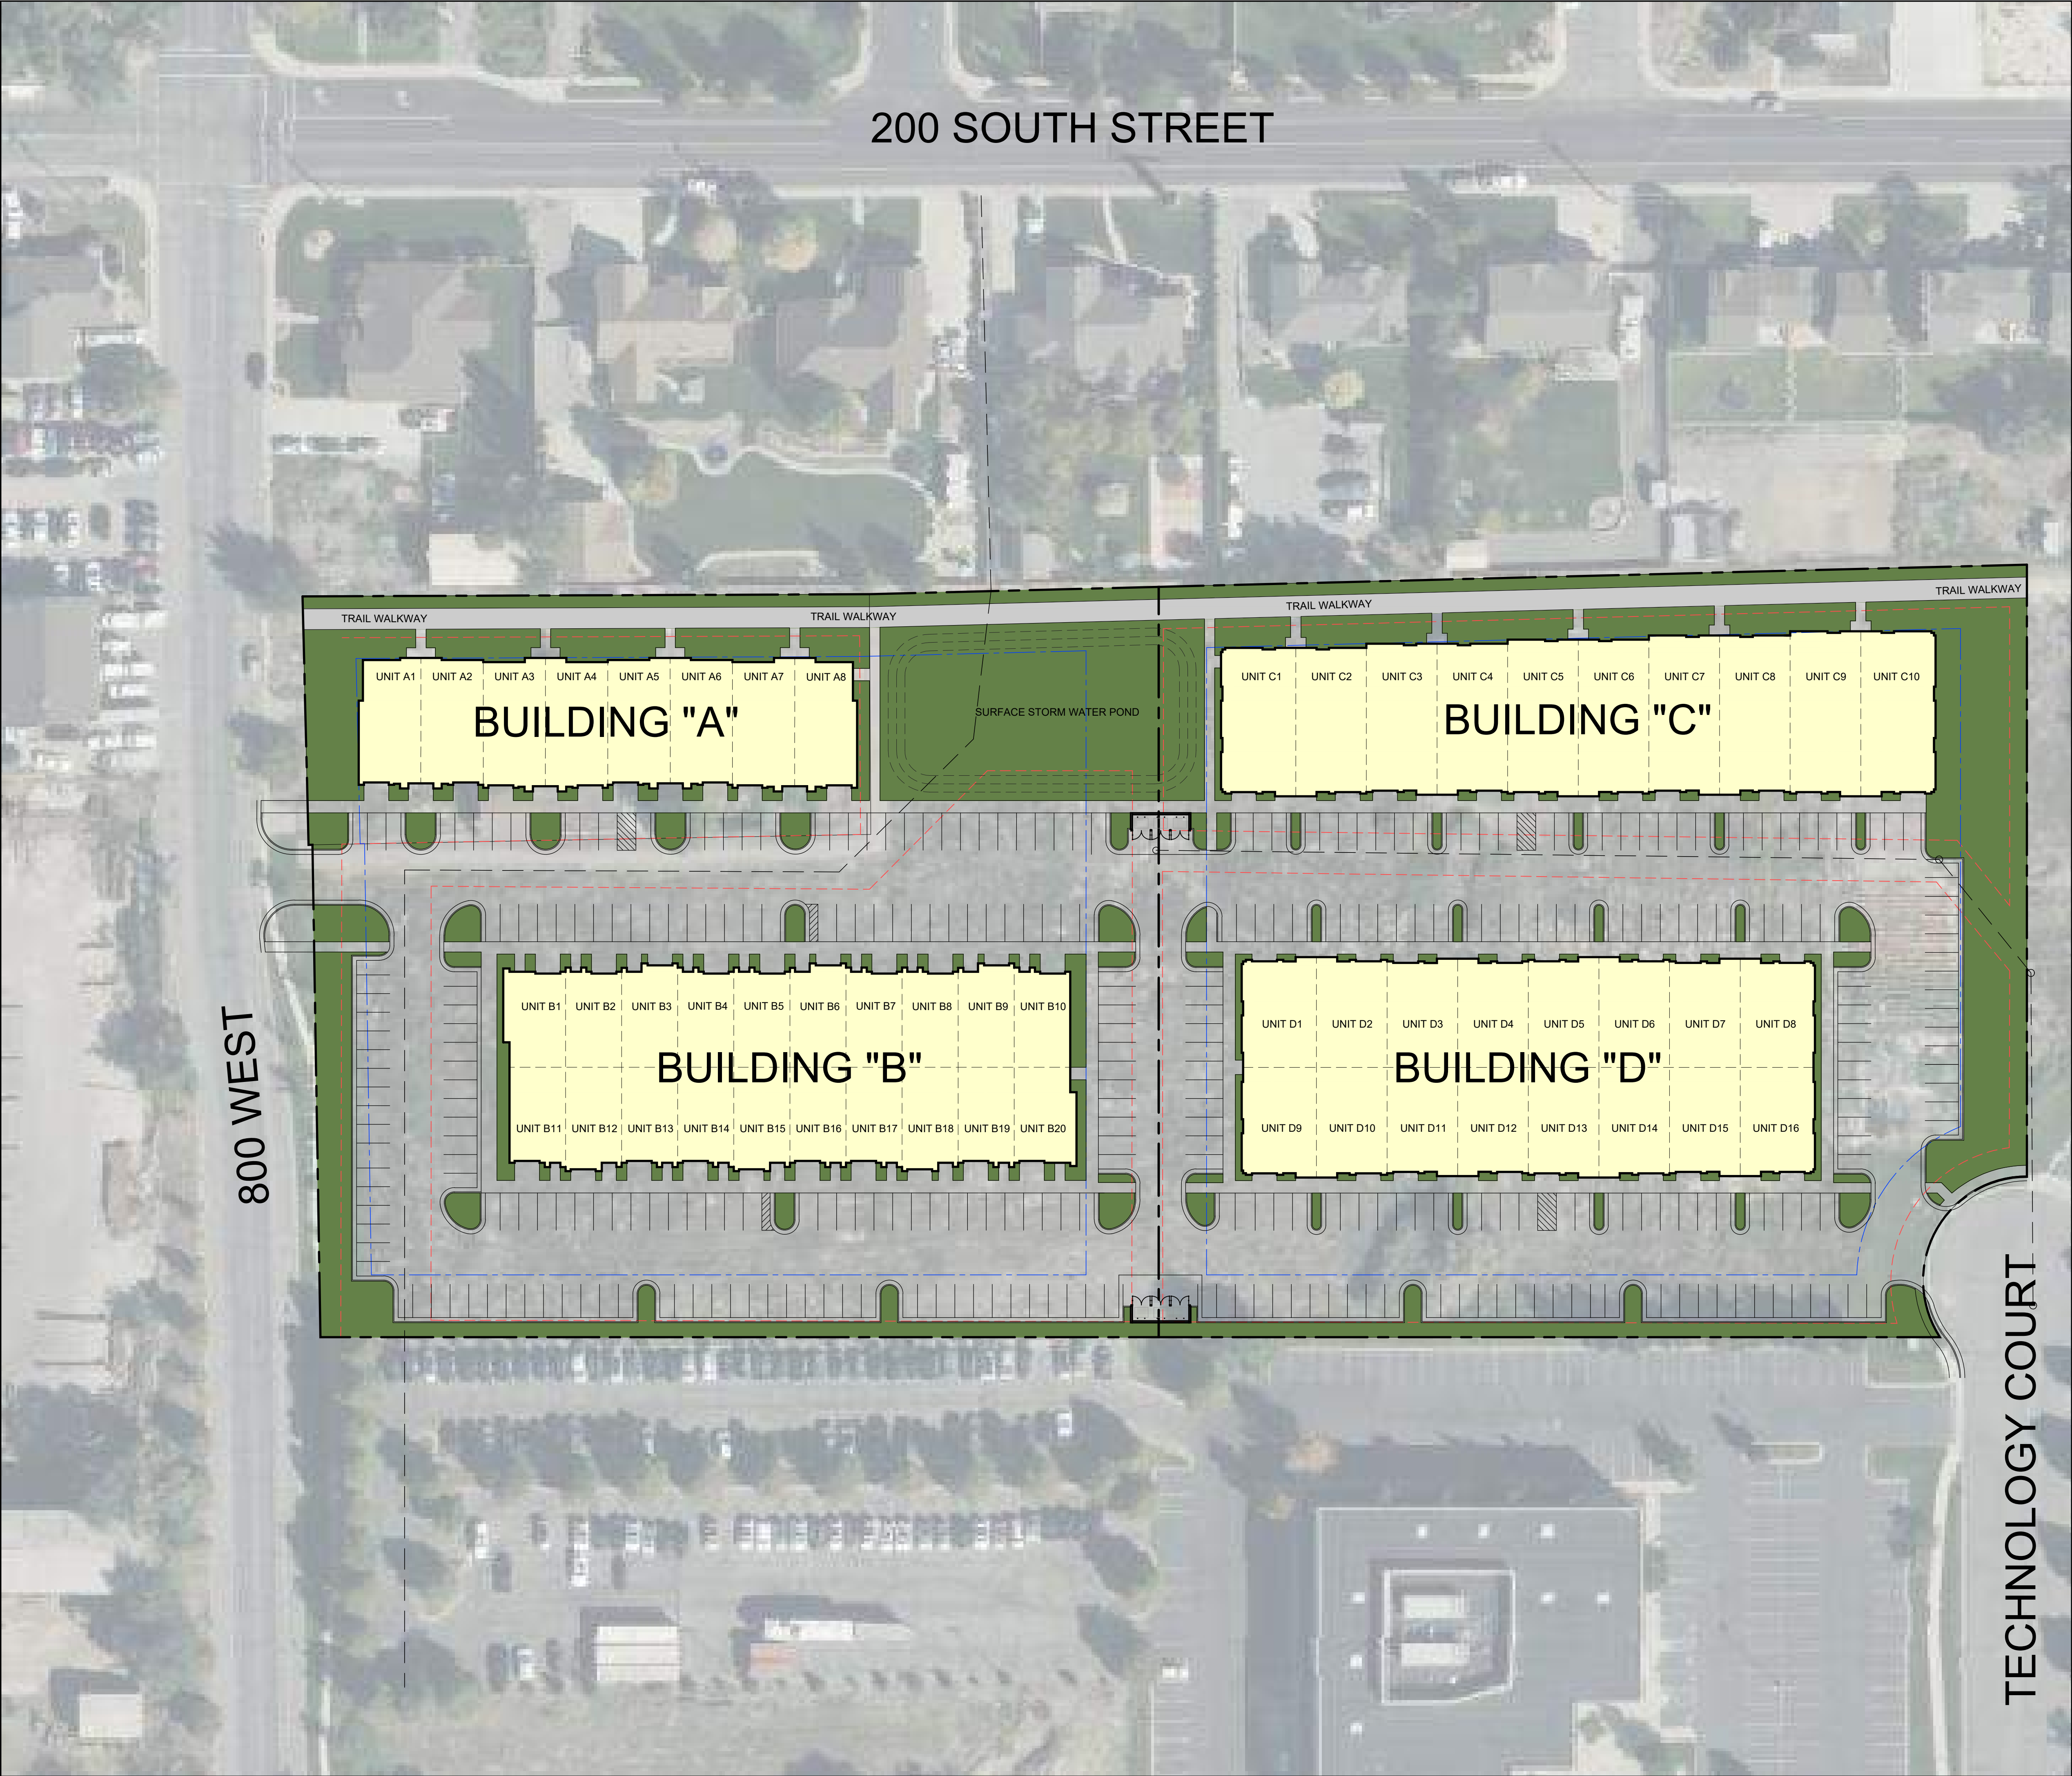 200 SOUTH STREET
TRAIL WALKWAY
TRAIL WALKWAY
TRAIL WALKWAY
TRAIL WALKWAY
UNIT A1
UNIT A2
UNIT A3
UNIT A4
UNIT A5
UNIT A6
UNIT A7
UNIT A8
BUILDING "A"
SURFACE STORM WATER POND
UNIT C1
UNIT C2
UNIT C3
UNIT C4
UNIT C5
UNIT C6
UNIT C7
UNIT C8
UNIT C9
UNIT C10
BUILDING "C"
800 WEST
UNIT B1
UNIT B2
UNIT B3
UNIT B4
UNIT B5
UNIT B6
UNIT B7
UNIT B8
UNIT B9
UNIT B10
BUILDING "B"
UNIT B11
UNIT B12
UNIT B13
UNIT B14
UNIT B15
UNIT B16
UNIT B17
UNIT B18
UNIT B19
UNIT B20
UNIT D1
UNIT D2
UNIT D3
UNIT D4
UNIT D5
UNIT D6
UNIT D7
UNIT D8
BUILDING "D"
UNIT D9
UNIT D10
UNIT D11
UNIT D12
UNIT D13
UNIT D14
UNIT D15
UNIT D16
TECHNOLOGY COURT